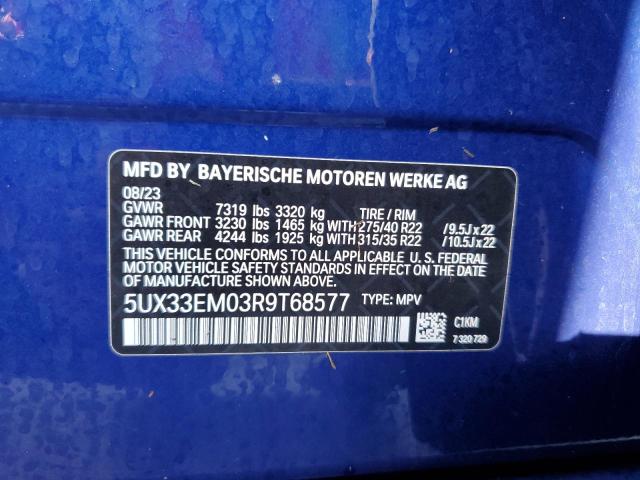 MFD BY BAYERISCHE MOTOREN WERKE AG
08/23
GVWR 7319 lbs 3320 kg TIRE / RIM
GAWR FRONT 3230 lbs 1465 kg WITH 275/40 R22 /9.5Jx22
GAWR REAR 4244 lbs 1925 kg WITH 315/35 R22 /10.5Jx22
THIS VEHICLE CONFORMS TO ALL APPLICABLE U. S. FEDERAL
MOTOR VEHICLE SAFETY STANDARDS IN EFFECT ON THE DATE
OF MANUFACTURE SHOWN ABOVE.
5UX33EM03R9T68577 TYPE: MPV
C1KM
7 320 729